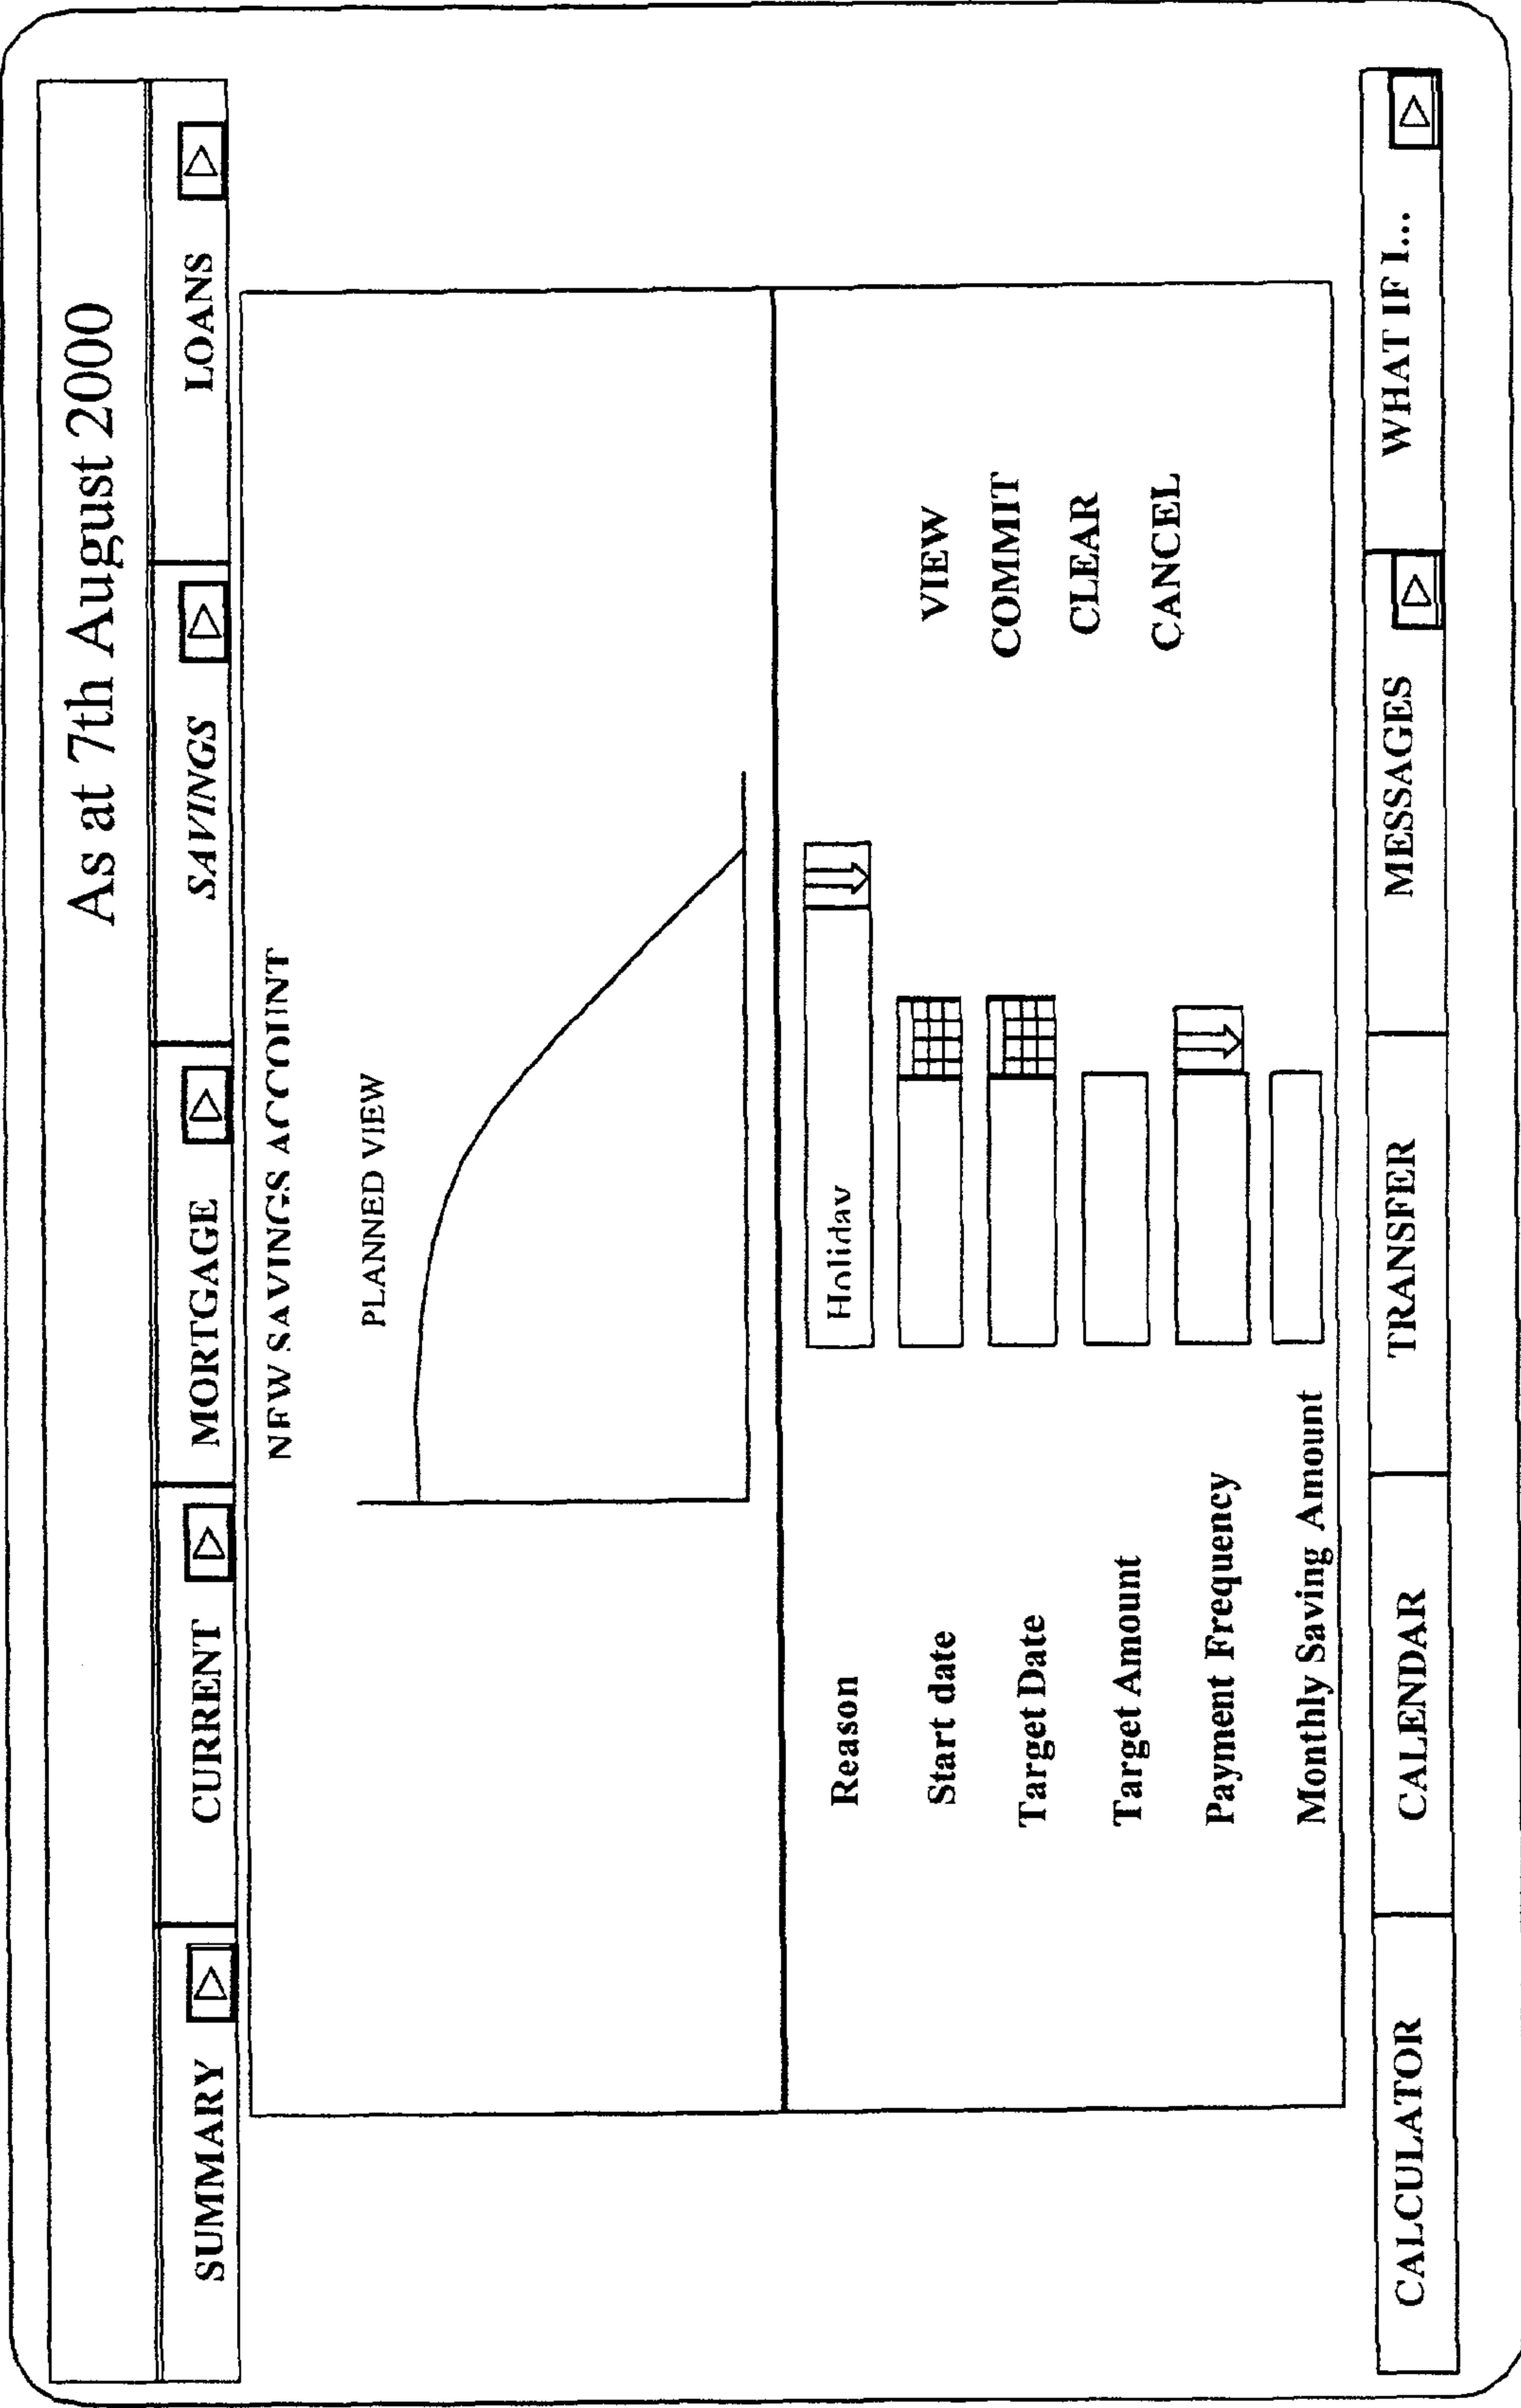 As at 7th August 2000
SUMMARY CURRENT MORTGAGE SAVINGS LOANS
NEW SAVINGS ACCOUNT
PLANNED VIEW
Reason Holiday
Start date VIEW
Target Date COMMIT
Target Amount CLEAR
Payment Frequency CANCEL
Monthly Saving Amount
CALCULATOR CALENDAR TRANSFER MESSAGES WHAT IF I...